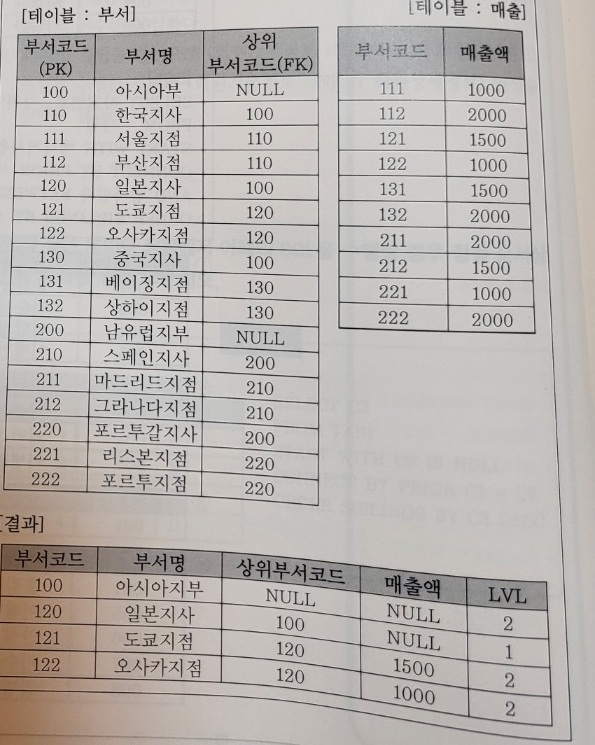 [테이블 : 부서]
부서코드(PK) 부서명 상위부서코드(FK)
100 아시아부 NULL
110 한국지사 100
111 서울지점 110
112 부산지점 110
120 일본지사 100
121 도쿄지점 120
122 오사카지점 120
130 중국지사 100
131 베이징지점 130
132 상하이지점 130
200 남유럽지부 NULL
210 스페인지사 200
211 마드리드지점 210
212 그라나다지점 210
220 포르투갈지사 200
221 리스본지점 220
222 포르투지점 220
[테이블 : 매출]
부서코드 매출액
111 1000
112 2000
121 1500
122 1000
131 1500
132 2000
211 2000
212 1500
221 1000
222 2000
[결과]
부서코드 부서명 상위부서코드 매출액 LVL
100 아시아지부 NULL NULL 2
120 일본지사 100 NULL 1
121 도쿄지점 120 1500 2
122 오사카지점 120 1000 2